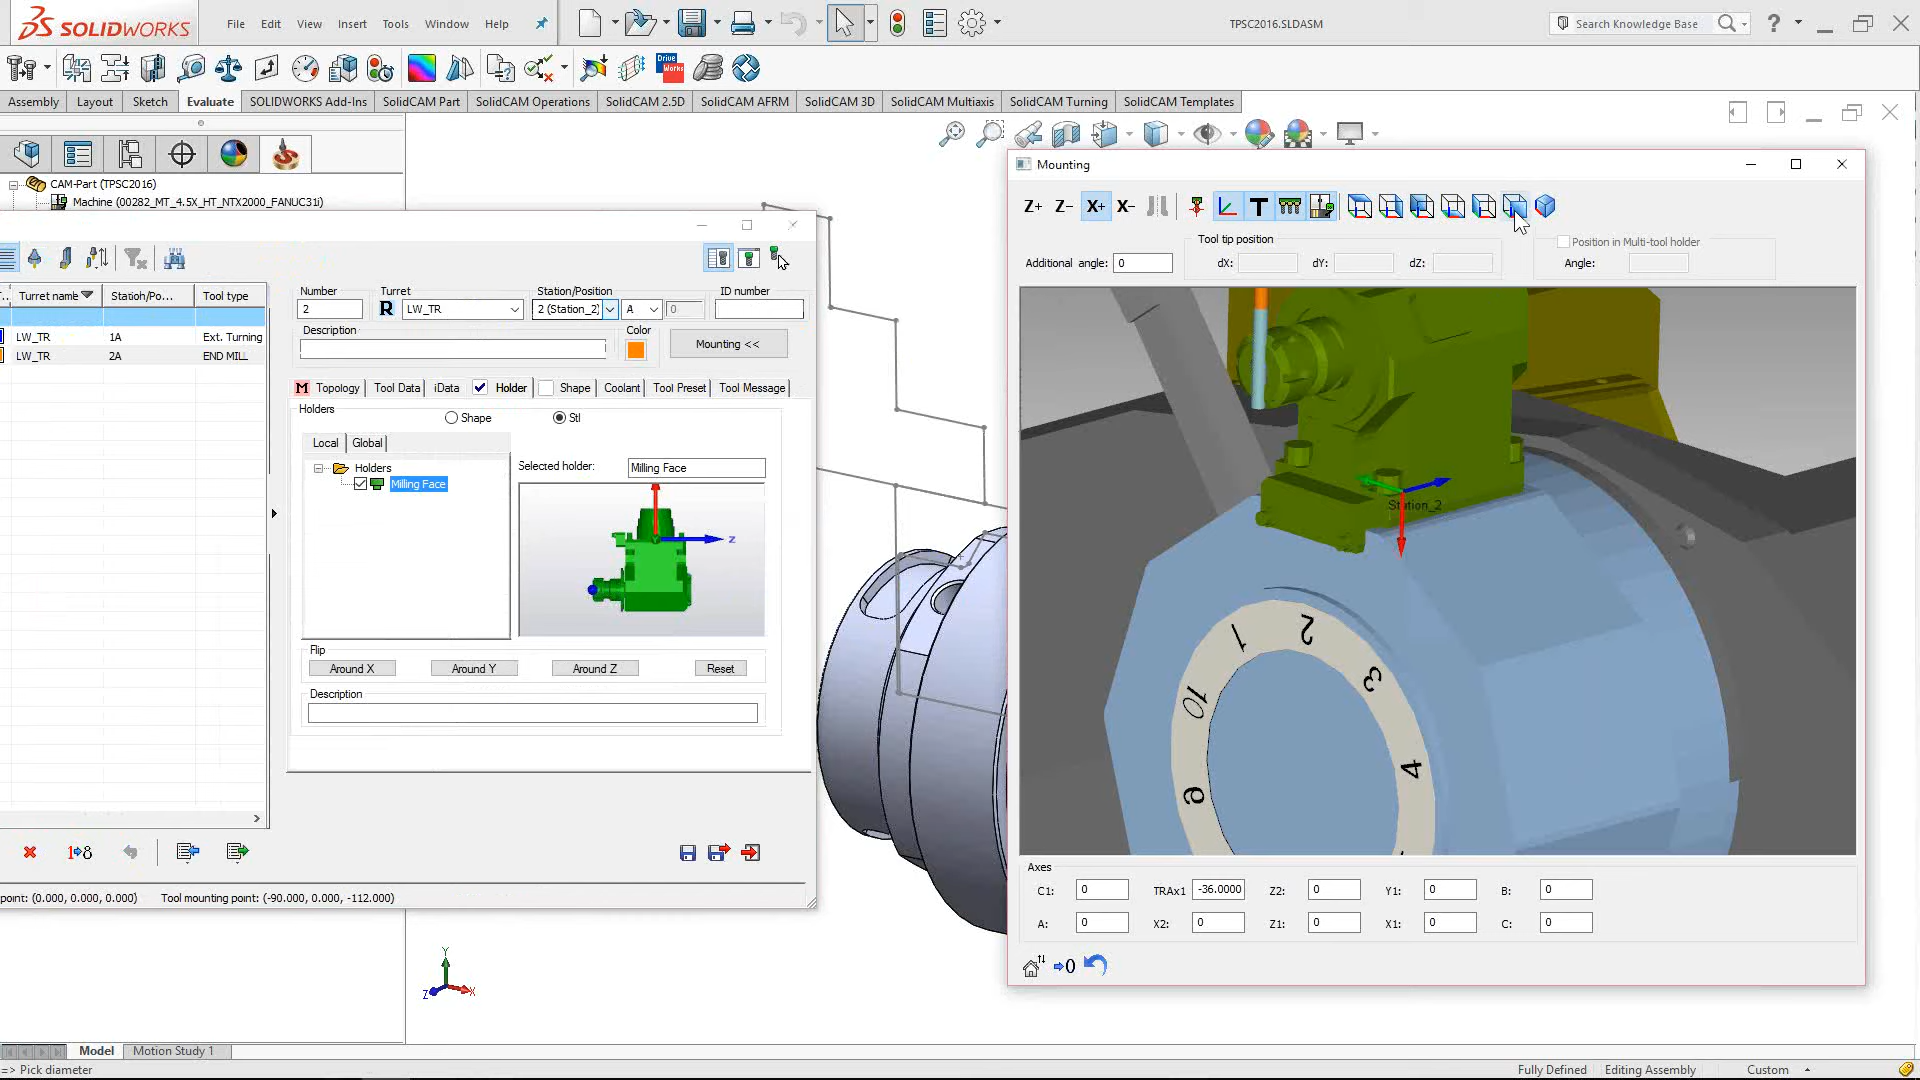 SOLIDWORKS File Edit View Insert Tools Window Help TPSC2016.SLDASM Search Knowledge Base ?
Drive Works
Assembly Layout Sketch Evaluate SOLIDWORKS Add-Ins SolidCAM Part SolidCAM Operations SolidCAM 2.5D SolidCAM AFRM SolidCAM 3D SolidCAM Multiaxis SolidCAM Turning SolidCAM Templates
CAM-Part (TPSC2016)
Machine (00282_MT_4.5X_HT_NTX2000_FANUC31i)
Turret name Station/Po... Tool type
LW_TR 1A Ext. Turning
LW_TR 2A END MILL
Number Turret Station/Position ID number
2 R LW_TR 2 (Station_2) A 0
Description Color
Mounting <<
M Topology Tool Data iData Holder Shape Coolant Tool Preset Tool Message
Holders
Shape Stl
Local Global
Holders
Milling Face
Selected holder: Milling Face
Z
Flip
Around X Around Y Around Z Reset
Description
point: (0.000, 0.000, 0.000) Tool mounting point: (-90.000, 0.000, -112.000)
Mounting
Z+ Z- X+ X-
Additional angle: 0
Tool tip position
dX: dY: dZ:
Position in Multi-tool holder
Angle:
Station_2
1
2
3
4
10
9
Axes
C1: 0 TRAx1 -36.0000 Z2: 0 Y1: 0 B: 0
A: 0 X2: 0 Z1: 0 X1: 0 C: 0
Y
Z X
Model Motion Study 1
=> Pick diameter
Fully Defined Editing Assembly Custom